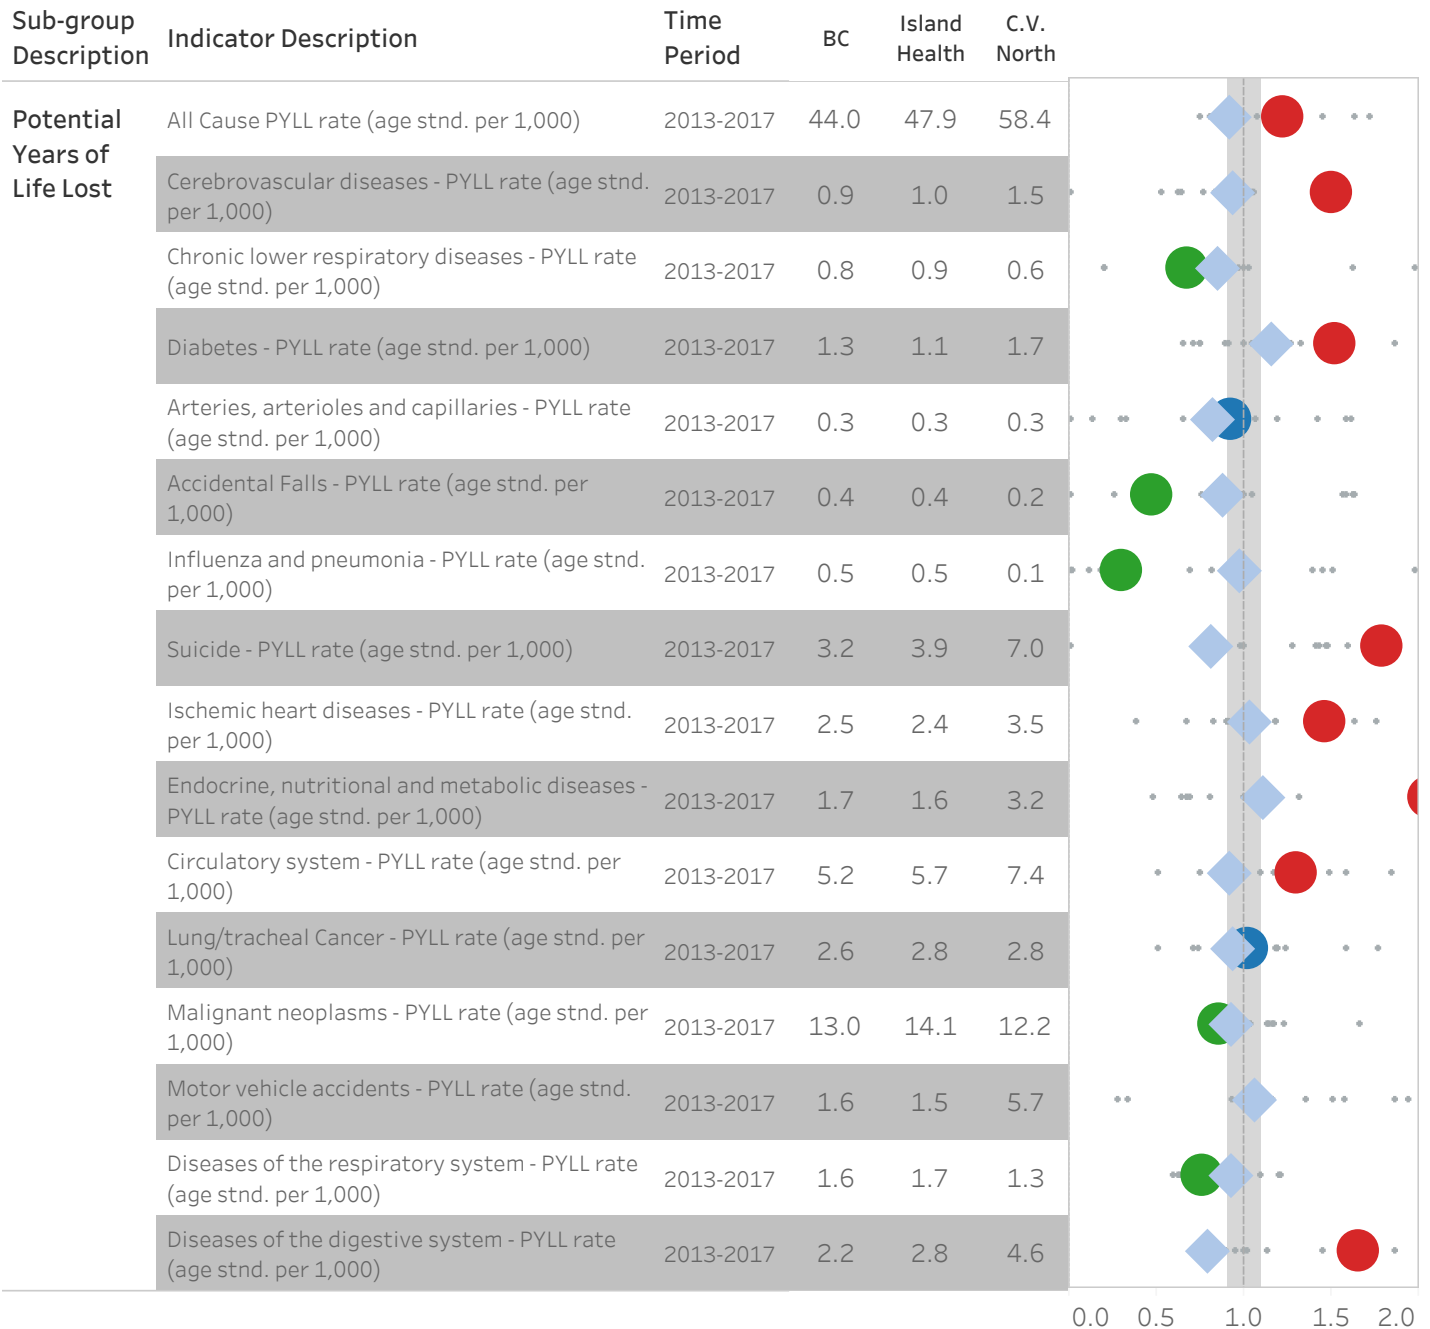 Sub-group
Description
Indicator Description
Time
Period
BC
Island
Health
C.V.
North
Potential
Years of
Life Lost
All Cause PYLL rate (age stnd. per 1,000)
2013-2017
44.0
47.9
58.4
Cerebrovascular diseases - PYLL rate (age stnd.
per 1,000)
2013-2017
0.9
1.0
1.5
Chronic lower respiratory diseases - PYLL rate
(age stnd. per 1,000)
2013-2017
0.8
0.9
0.6
Diabetes - PYLL rate (age stnd. per 1,000)
2013-2017
1.3
1.1
1.7
Arteries, arterioles and capillaries - PYLL rate
(age stnd. per 1,000)
2013-2017
0.3
0.3
0.3
Accidental Falls - PYLL rate (age stnd. per
1,000)
2013-2017
0.4
0.4
0.2
Influenza and pneumonia - PYLL rate (age stnd.
per 1,000)
2013-2017
0.5
0.5
0.1
Suicide - PYLL rate (age stnd. per 1,000)
2013-2017
3.2
3.9
7.0
Ischemic heart diseases - PYLL rate (age stnd.
per 1,000)
2013-2017
2.5
2.4
3.5
Endocrine, nutritional and metabolic diseases -
PYLL rate (age stnd. per 1,000)
2013-2017
1.7
1.6
3.2
Circulatory system - PYLL rate (age stnd. per
1,000)
2013-2017
5.2
5.7
7.4
Lung/tracheal Cancer - PYLL rate (age stnd. per
1,000)
2013-2017
2.6
2.8
2.8
Malignant neoplasms - PYLL rate (age stnd. per
1,000)
2013-2017
13.0
14.1
12.2
Motor vehicle accidents - PYLL rate (age stnd.
per 1,000)
2013-2017
1.6
1.5
5.7
Diseases of the respiratory system - PYLL rate
(age stnd. per 1,000)
2013-2017
1.6
1.7
1.3
Diseases of the digestive system - PYLL rate
(age stnd. per 1,000)
2013-2017
2.2
2.8
4.6
0.0 0.5 1.0 1.5 2.0